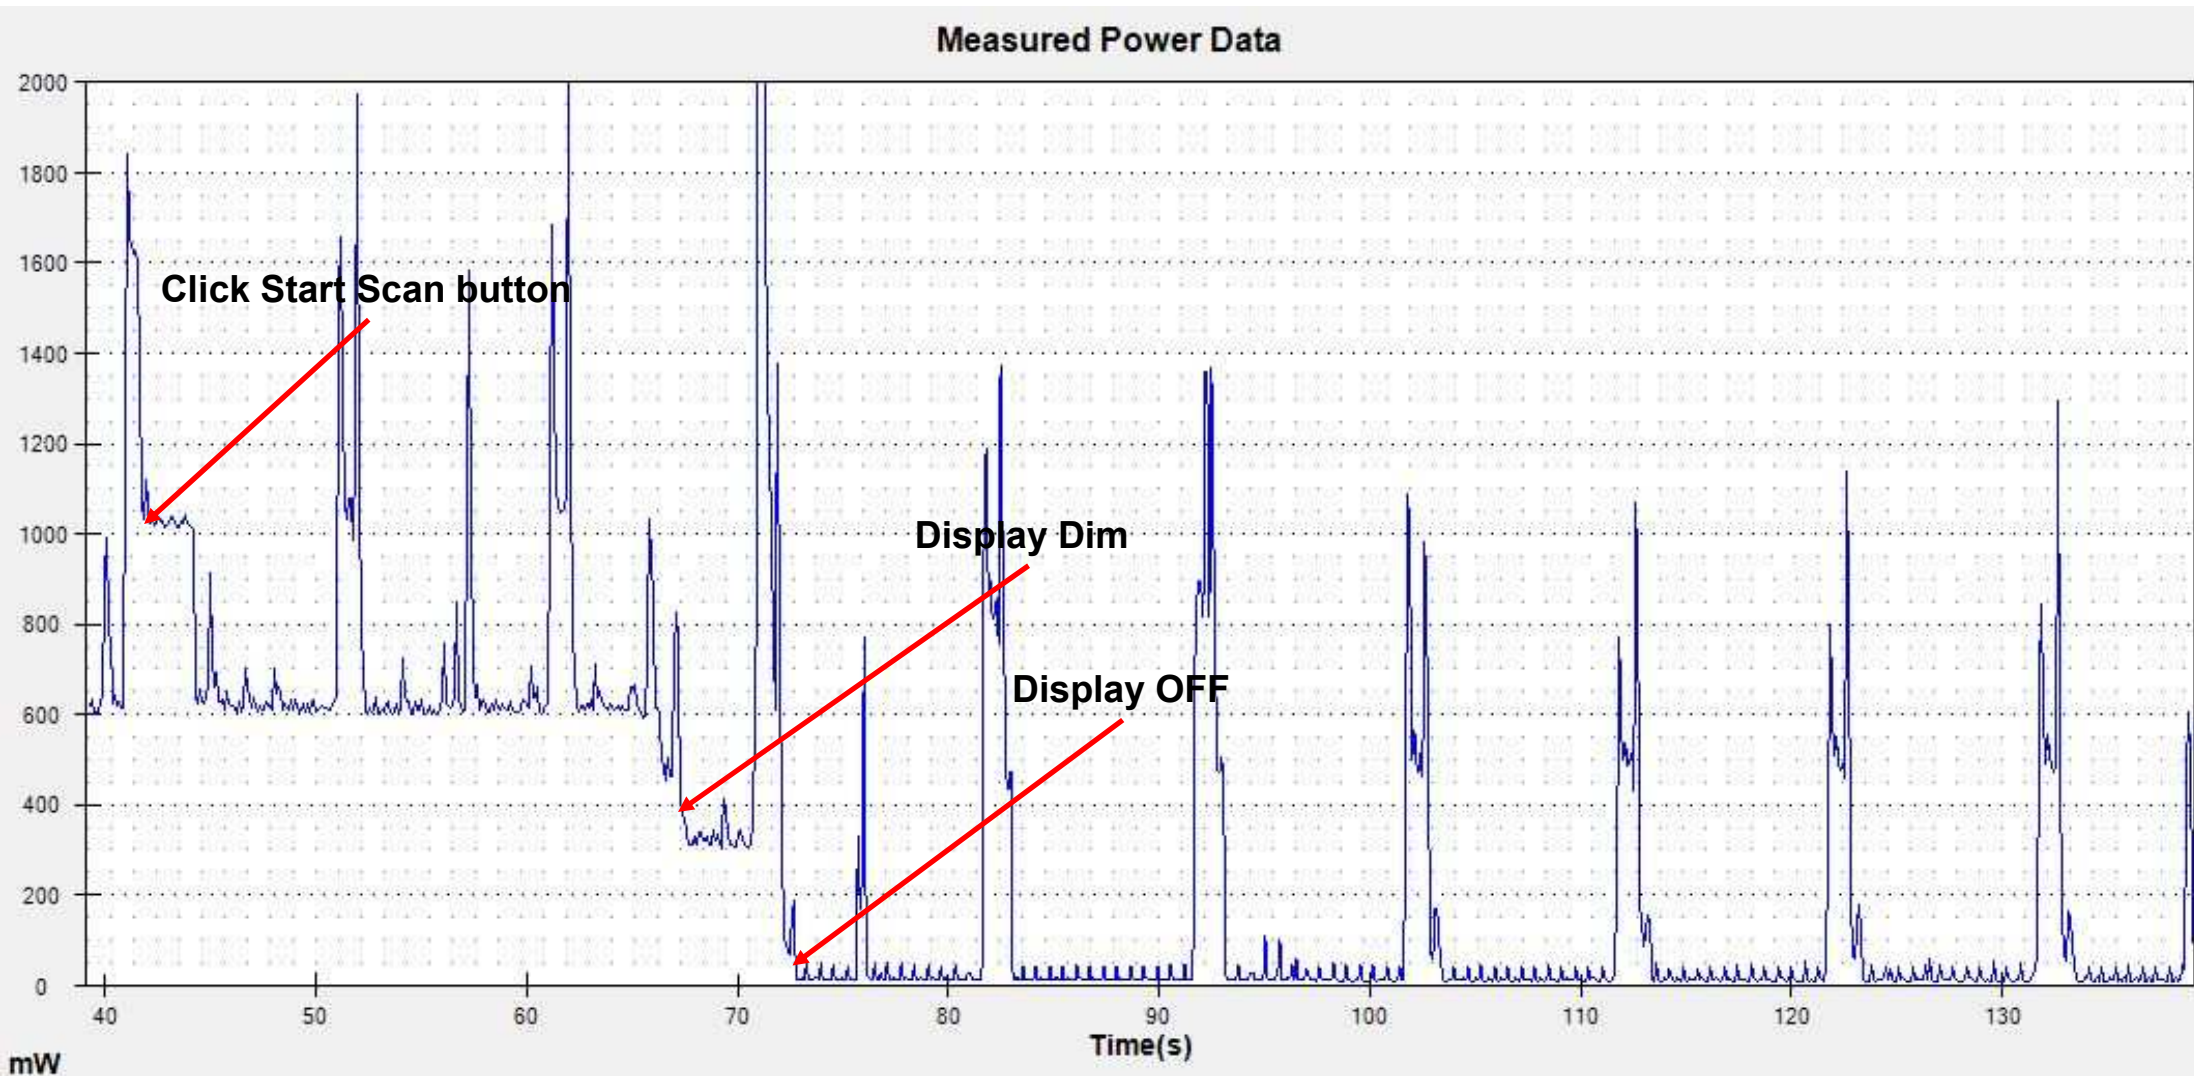 Measured Power Data
2000
1800
1600
Click Start Scan button
1400
1200
1000
Display Dim
800
Display OFF
600
400
200
0
40 50 60 70 80 90 100 110 120 130
Time(s)
mW